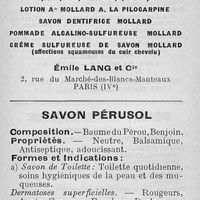 LOTION Aˢ MOLLARD A. LA PILOCARPINE
SAVON DENTIFRICE MOLLARD
POMMADE ALGALINO-SULFUREUSE MOLLARD
CRÈME SULFUREUSE DE SAVON MOLLARD
(affections squameuses du cuir chevelu)
Émile LANG et Cⁱᵉ
2, rue du Marché-des-Blancs-Manteaux
PARIS (IVᵉ)
SAVON PÉRUSOL
Composition. — Baume du Pérou, Benjoin.
Propriétés. — Neutre, Balsamique,
Antiseptique, adoucissant.
Formes et Indications :
a) Savon de Toilette : Toilette quotidienne,
soins hygiéniques de la peau et des mu-
queuses.
Dermatoses superficielles. — Rougeurs,